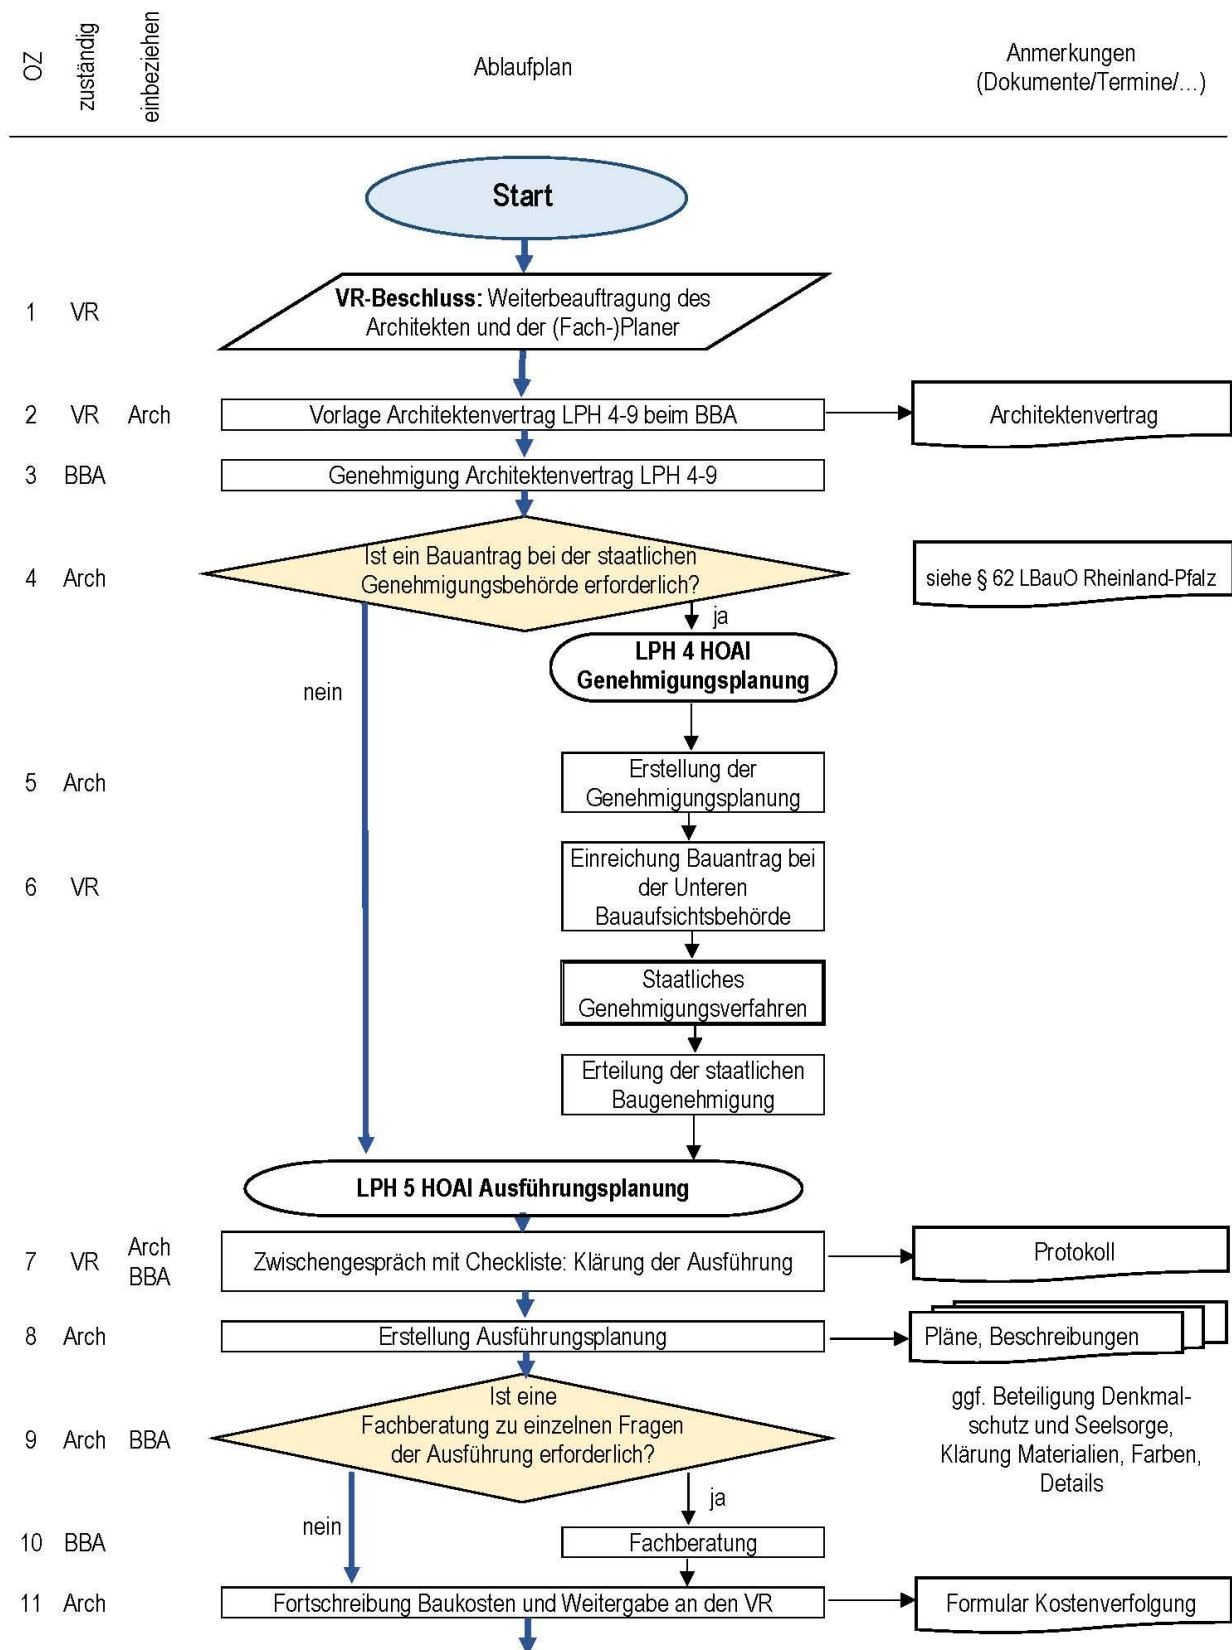 OZ
zuständig
einbeziehen
Ablaufplan
Anmerkungen
(Dokumente/Termine/…)
Start
1 VR
VR-Beschluss: Weiterbeauftragung des
Architekten und der (Fach-)Planer
2 VR Arch
Vorlage Architektenvertrag LPH 4-9 beim BBA
Architektenvertrag
3 BBA
Genehmigung Architektenvertrag LPH 4-9
4 Arch
Ist ein Bauantrag bei der staatlichen
Genehmigungsbehörde erforderlich?
siehe § 62 LBauO Rheinland-Pfalz
ja
nein
LPH 4 HOAI
Genehmigungsplanung
5 Arch
Erstellung der
Genehmigungsplanung
6 VR
Einreichung Bauantrag bei
der Unteren
Bauaufsichtsbehörde
Staatliches
Genehmigungsverfahren
Erteilung der staatlichen
Baugenehmigung
LPH 5 HOAI Ausführungsplanung
7 VR Arch
BBA
Zwischengespräch mit Checkliste: Klärung der Ausführung
Protokoll
8 Arch
Erstellung Ausführungsplanung
Pläne, Beschreibungen
9 Arch BBA
Ist eine
Fachberatung zu einzelnen Fragen
der Ausführung erforderlich?
ggf. Beteiligung Denkmal-
schutz und Seelsorge,
Klärung Materialien, Farben,
Details
nein
ja
10 BBA
Fachberatung
11 Arch
Fortschreibung Baukosten und Weitergabe an den VR
Formular Kostenverfolgung